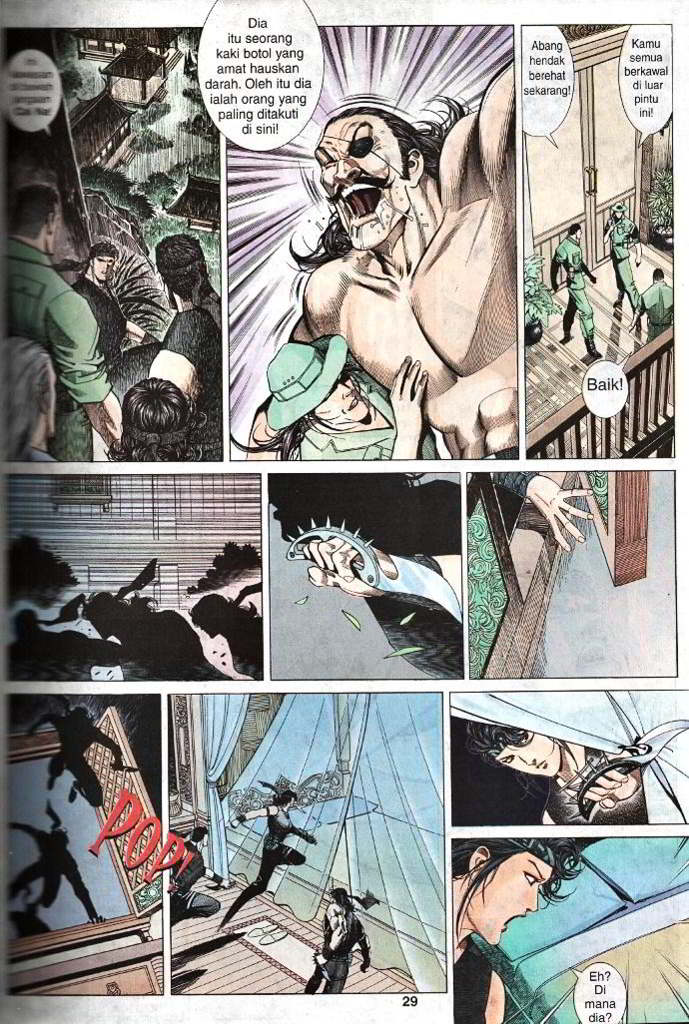 Dia
itu seorang
kaki botol yang
amat hauskan
darah. Oleh itu dia
ialah orang yang
paling ditakuti
di sini!
Abang
hendak
berehat
sekarang!
Kamu
semua
berkawal
di luar
pintu
ini!
Baik!
POP!
Eh?
Di
mana
dia?
29